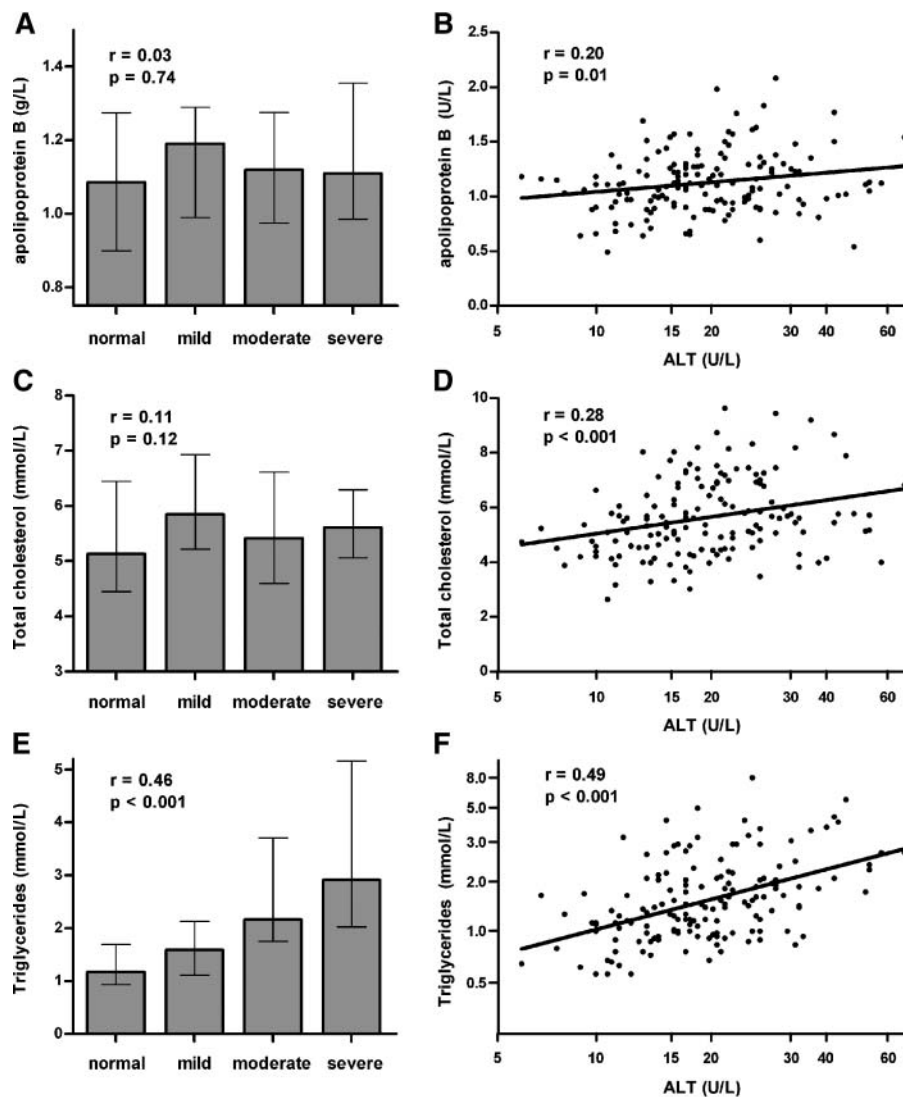 A
r = 0.03
p = 0.74
apolipoprotein B (g/L)
1.4
1.2
1.0
0.8
normal mild moderate severe
B
r = 0.20
p = 0.01
apolipoprotein B (U/L)
2.5
2.0
1.5
1.0
0.5
0.0
5 10 15 20 30 40 60
ALT (U/L)
C
r = 0.11
p = 0.12
Total cholesterol (mmol/L)
8
7
6
5
4
3
normal mild moderate severe
D
r = 0.28
p < 0.001
Total cholesterol (mmol/L)
10
8
6
4
2
0
5 10 15 20 30 40 60
ALT (U/L)
E
r = 0.46
p < 0.001
Triglycerides (mmol/L)
5
4
3
2
1
0
normal mild moderate severe
F
r = 0.49
p < 0.001
Triglycerides (mmol/L)
8.0
5.0
3.0
2.0
1.0
0.5
5 10 15 20 30 40 60
ALT (U/L)